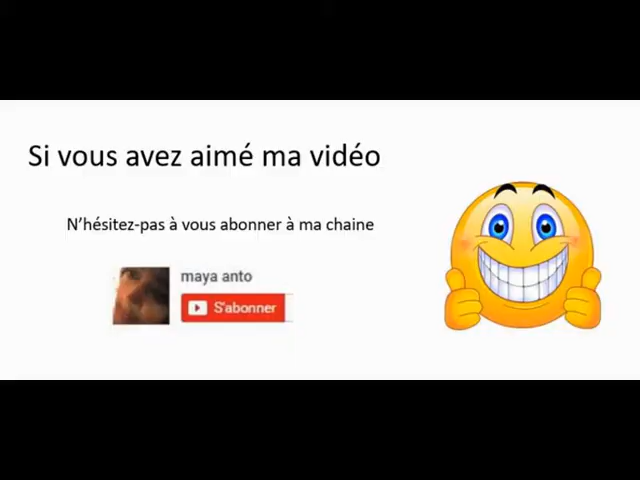 Si vous avez aimé ma vidéo
N’hésitez-pas à vous abonner à ma chaine
maya anto
S'abonner